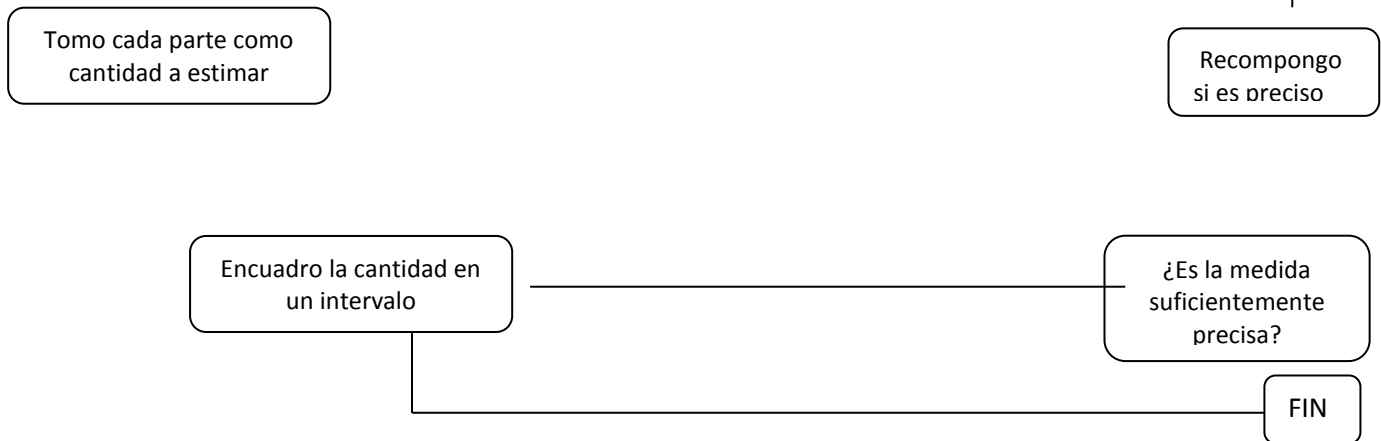 Tomo cada parte como
cantidad a estimar
Recompongo
si es preciso
Encuadro la cantidad en
un intervalo
¿Es la medida
suficientemente
precisa?
FIN